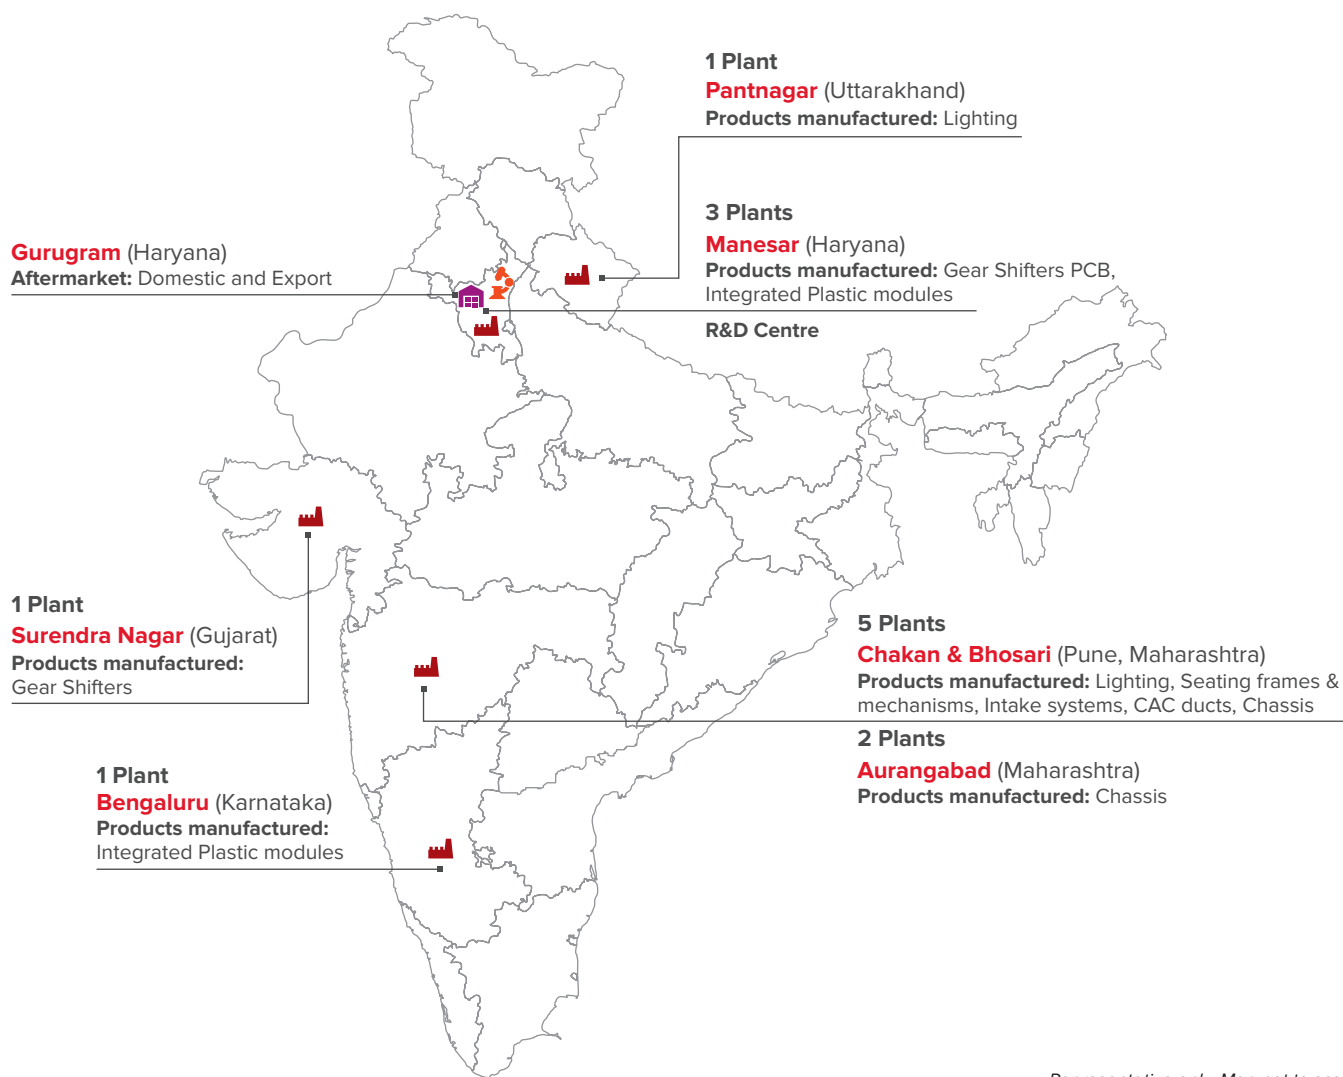 1 Plant
Pantnagar (Uttarakhand)
Products manufactured: Lighting
3 Plants
Manesar (Haryana)
Products manufactured: Gear Shifters PCB,
Integrated Plastic modules
R&D Centre
Gurugram (Haryana)
Aftermarket: Domestic and Export
1 Plant
Surendra Nagar (Gujarat)
Products manufactured:
Gear Shifters
5 Plants
Chakan & Bhosari (Pune, Maharashtra)
Products manufactured: Lighting, Seating frames &
mechanisms, Intake systems, CAC ducts, Chassis
2 Plants
Aurangabad (Maharashtra)
Products manufactured: Chassis
1 Plant
Bengaluru (Karnataka)
Products manufactured:
Integrated Plastic modules